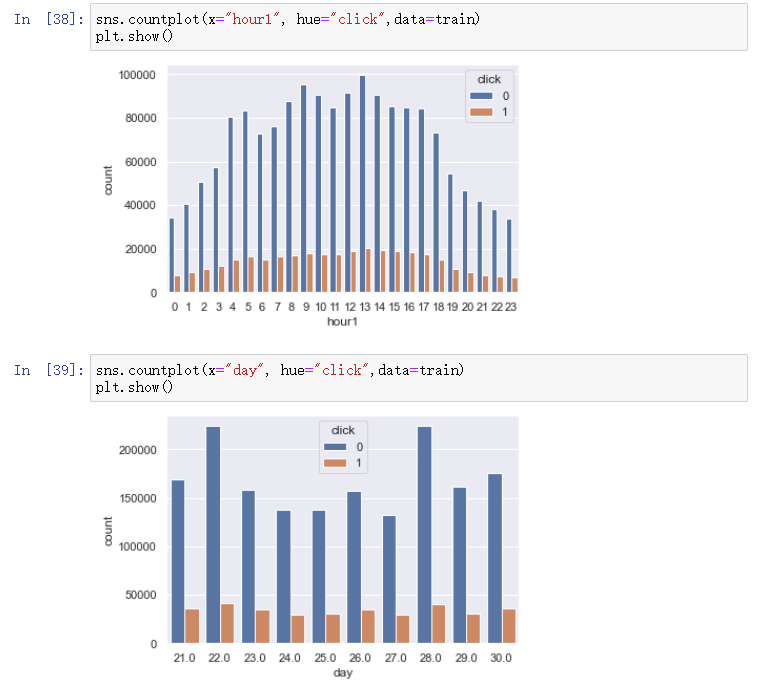 In [38]: sns.countplot(x="hour1", hue="click",data=train)
plt.show()
click
0
1
100000
80000
60000
40000
20000
0
count
0 1 2 3 4 5 6 7 8 9 10 11 12 13 14 15 16 17 18 19 20 21 22 23
hour1
In [39]: sns.countplot(x="day", hue="click",data=train)
plt.show()
click
0
1
200000
150000
100000
50000
0
count
21.0 22.0 23.0 24.0 25.0 26.0 27.0 28.0 29.0 30.0
day